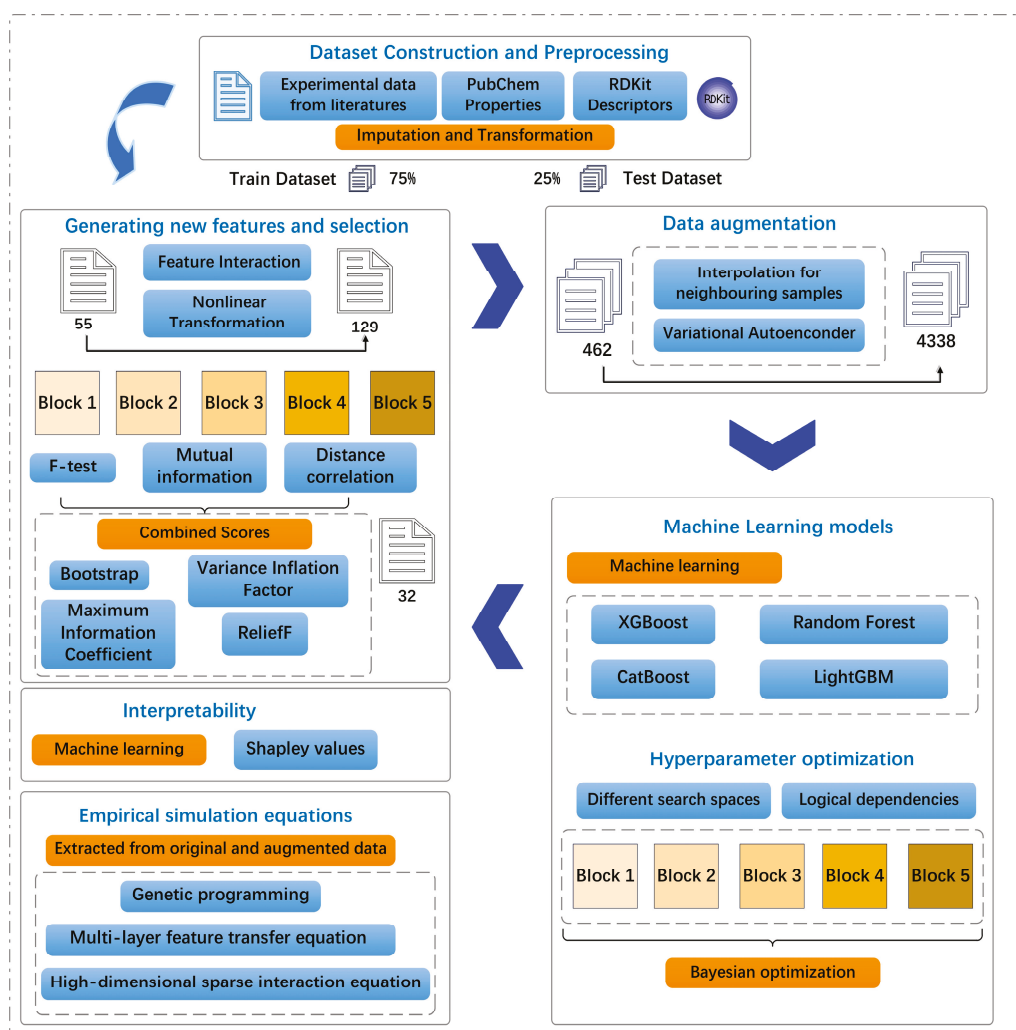 Dataset Construction and Preprocessing
Experimental data
from literatures
PubChem
Properties
RDKit
Descriptors
RDKit
Imputation and Transformation
Train Dataset
75%
25%
Test Dataset
Generating new features and selection
Feature Interaction
Nonlinear
Transformation
55
129
Block 1
Block 2
Block 3
Block 4
Block 5
F-test
Mutual
information
Distance
correlation
Combined Scores
Bootstrap
Variance Inflation
Factor
Maximum
Information
Coefficient
ReliefF
32
Data augmentation
Interpolation for
neighbouring samples
Variational Autoenconder
462
4338
Machine Learning models
Machine learning
XGBoost
Random Forest
CatBoost
LightGBM
Hyperparameter optimization
Different search spaces
Logical dependencies
Block 1
Block 2
Block 3
Block 4
Block 5
Bayesian optimization
Interpretability
Machine learning
Shapley values
Empirical simulation equations
Extracted from original and augmented data
Genetic programming
Multi-layer feature transfer equation
High-dimensional sparse interaction equation